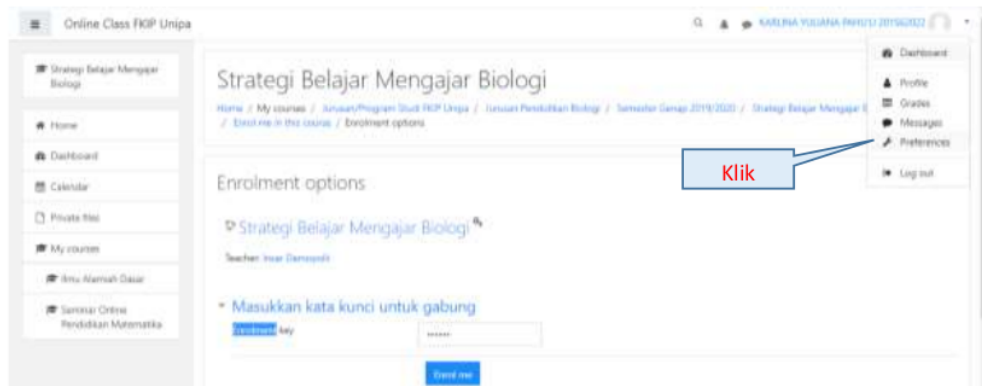 Online Class FKIP Unipa
KARLINA YULIANA
Strategi Belajar Mengajar
Biologi
Home
Dashboard
Calendar
Private files
My courses
Ilmu Alamiah Dasar
Seminar Online
Pendidikan Matematika
Strategi Belajar Mengajar Biologi
Home / My courses / Jurusan/Program Studi FKIP Unipa / Jurusan Pendidikan Biologi / Semester Genap 2019/2020 / Strategi Belajar Mengajar
/ Enrol me in this course / Enrolment options
Dashboard
Profile
Grades
Messages
Preferences
Log out
Klik
Enrolment options
Strategi Belajar Mengajar Biologi
Teacher:
Masukkan kata kunci untuk gabung
Enrolment key
Enrol me